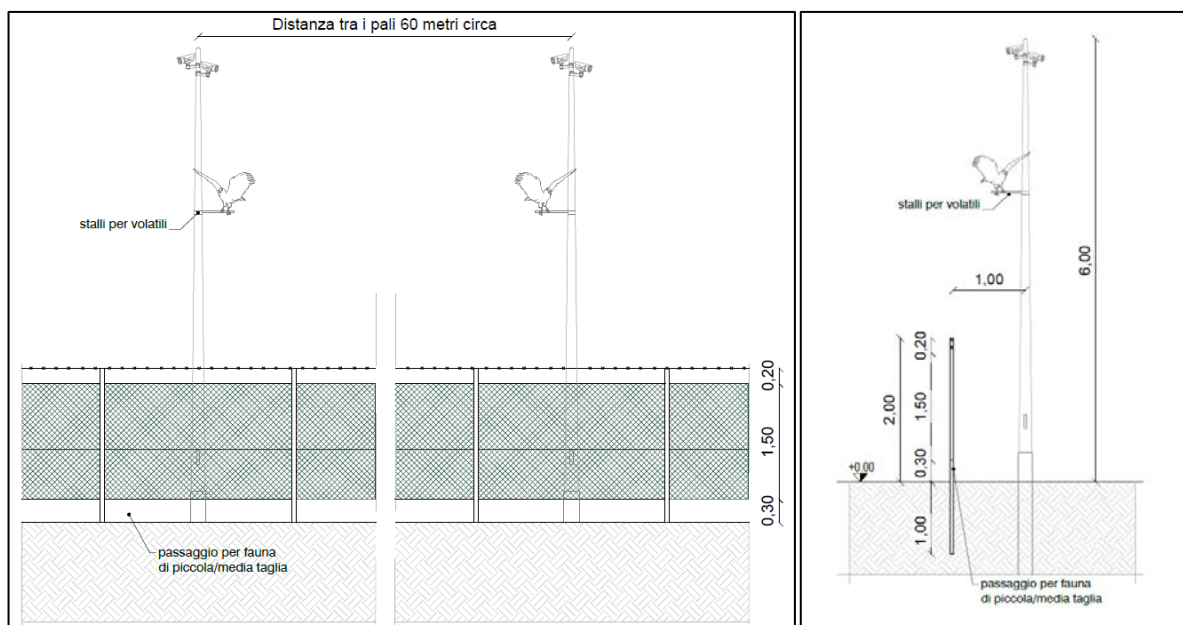 Distanza tra i pali 60 metri circa
stalli per volatili
0,20
1,50
0,30
passaggio per fauna
di piccola/media taglia
stalli per volatili
1,00
6,00
2,00
0,20
1,50
0,30
+0.00
1,00
passaggio per fauna
di piccola/media taglia